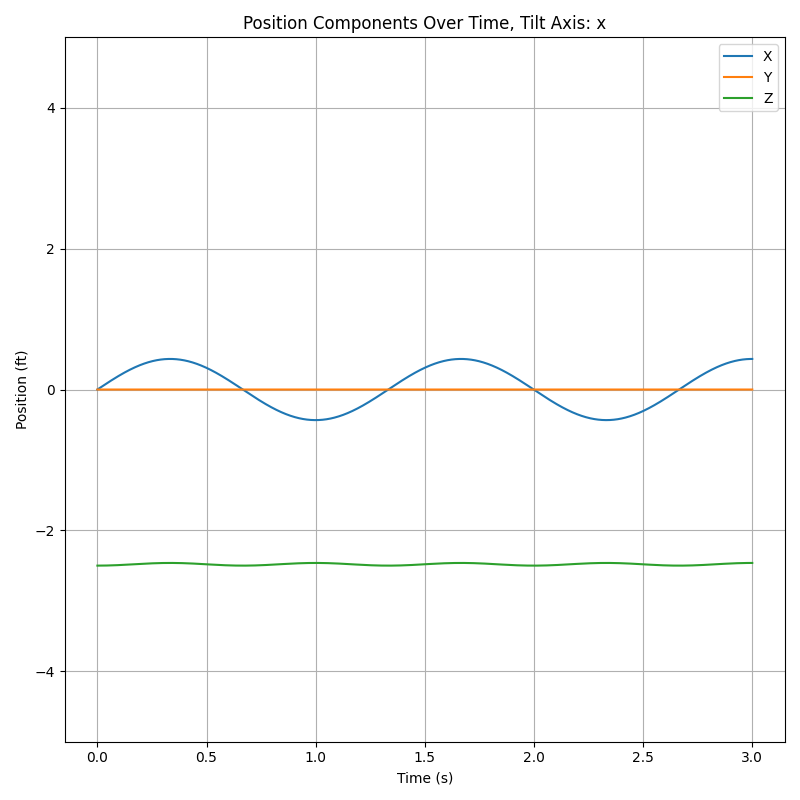 Position Components Over Time, Tilt Axis: x
X
Y
Z
Position (ft)
4
2
0
−2
−4
0.0 0.5 1.0 1.5 2.0 2.5 3.0
Time (s)